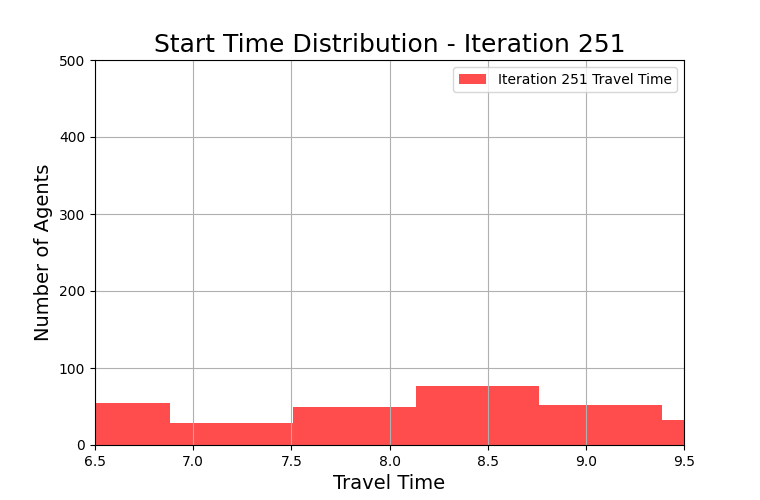 Start Time Distribution - Iteration 251
Iteration 251 Travel Time
Number of Agents
500
400
300
200
100
0
6.5 7.0 7.5 8.0 8.5 9.0 9.5
Travel Time